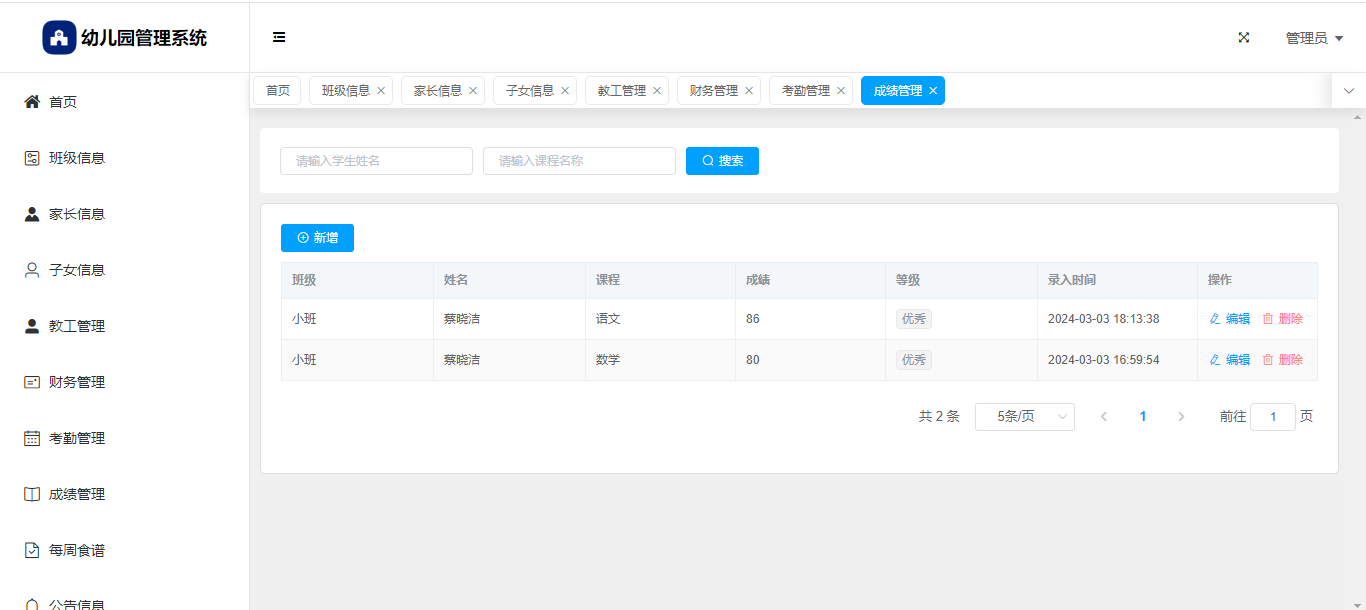 幼儿园管理系统
管理员
首页
班级信息
家长信息
子女信息
教工管理
财务管理
考勤管理
成绩管理
每周食谱
公告信息
首页 班级信息 家长信息 子女信息 教工管理 财务管理 考勤管理 成绩管理
请输入学生姓名 请输入课程名称 搜索
新增
班级 姓名 课程 成绩 等级 录入时间 操作
小班 蔡晓洁 语文 86 优秀 2024-03-03 18:13:38 编辑 删除
小班 蔡晓洁 数学 80 优秀 2024-03-03 16:59:54 编辑 删除
共 2 条 5条/页 1 前往 1 页